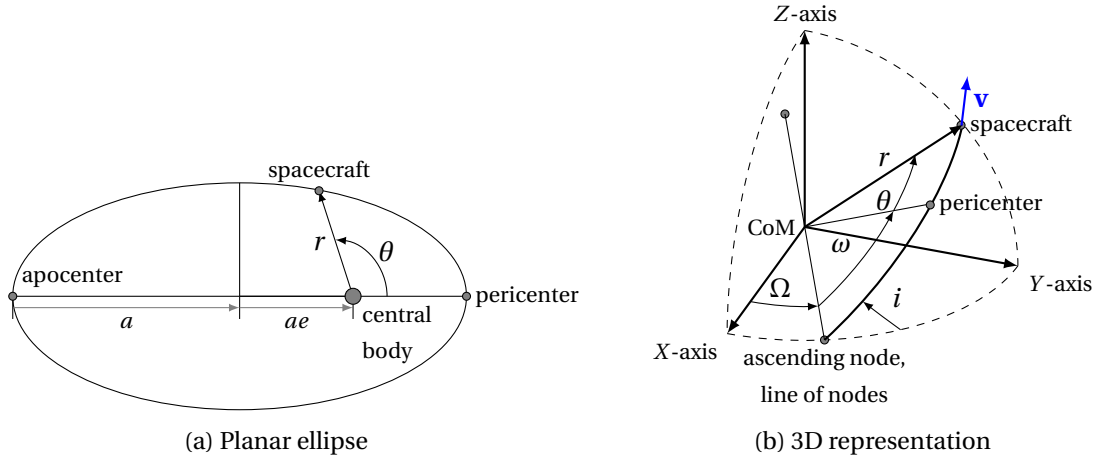 spacecraft
r
θ
apocenter
pericenter
a
ae
central
body
(a) Planar ellipse
Z-axis
v
spacecraft
r
θ
pericenter
CoM
ω
Ω
i
Y-axis
X-axis
ascending node,
line of nodes
(b) 3D representation